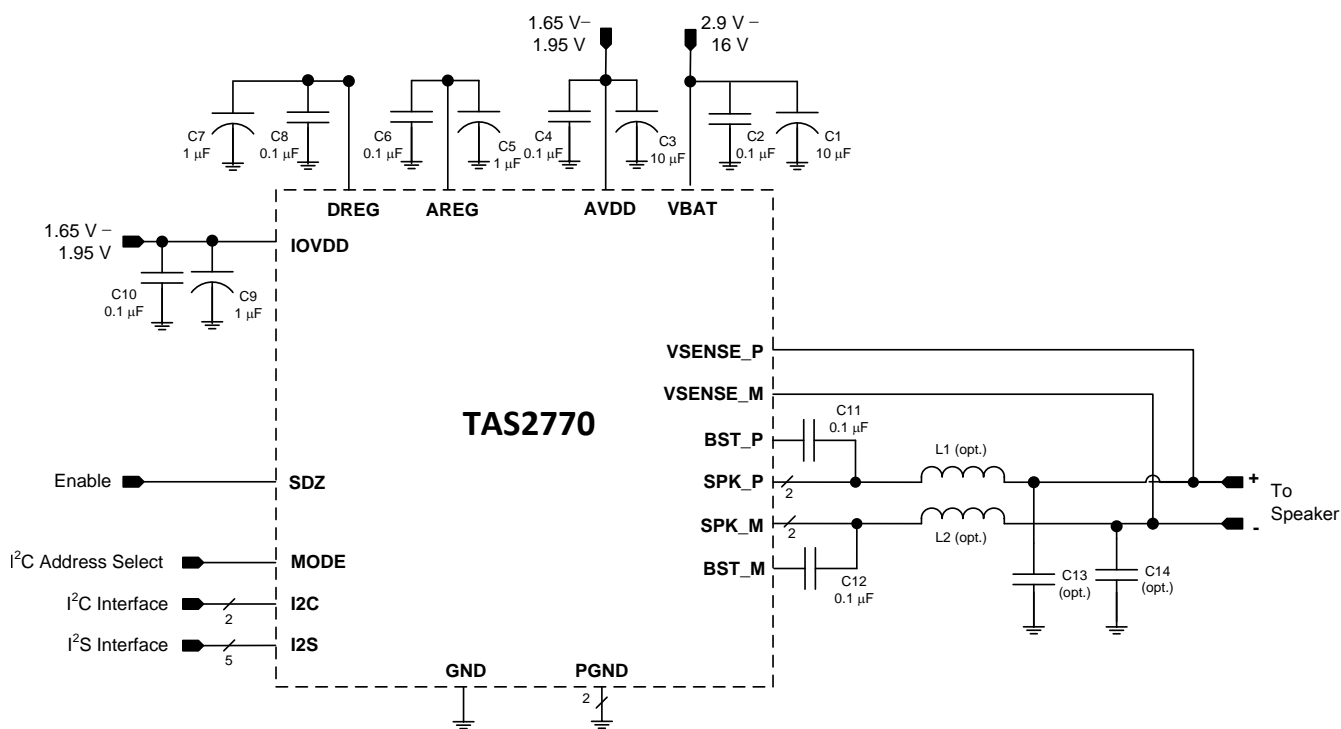 1.65 V–
1.95 V
2.9 V –
16 V
C7
1 μF
C8
0.1 μF
C6
0.1 μF
C5
1 μF
C4
0.1 μF
C3
10 μF
C2
0.1 μF
C1
10 μF
DREG
AREG
AVDD
VBAT
1.65 V –
1.95 V
IOVDD
C10
0.1 μF
C9
1 μF
VSENSE_P
VSENSE_M
TAS2770
C11
0.1 μF
BST_P
L1 (opt.)
Enable
SDZ
SPK_P
2
+
To
Speaker
SPK_M
2
L2 (opt.)
-
I²C Address Select
MODE
BST_M
C12
0.1 μF
C13
(opt.)
C14
(opt.)
I²C Interface
2
I2C
I²S Interface
5
I2S
GND
PGND
2